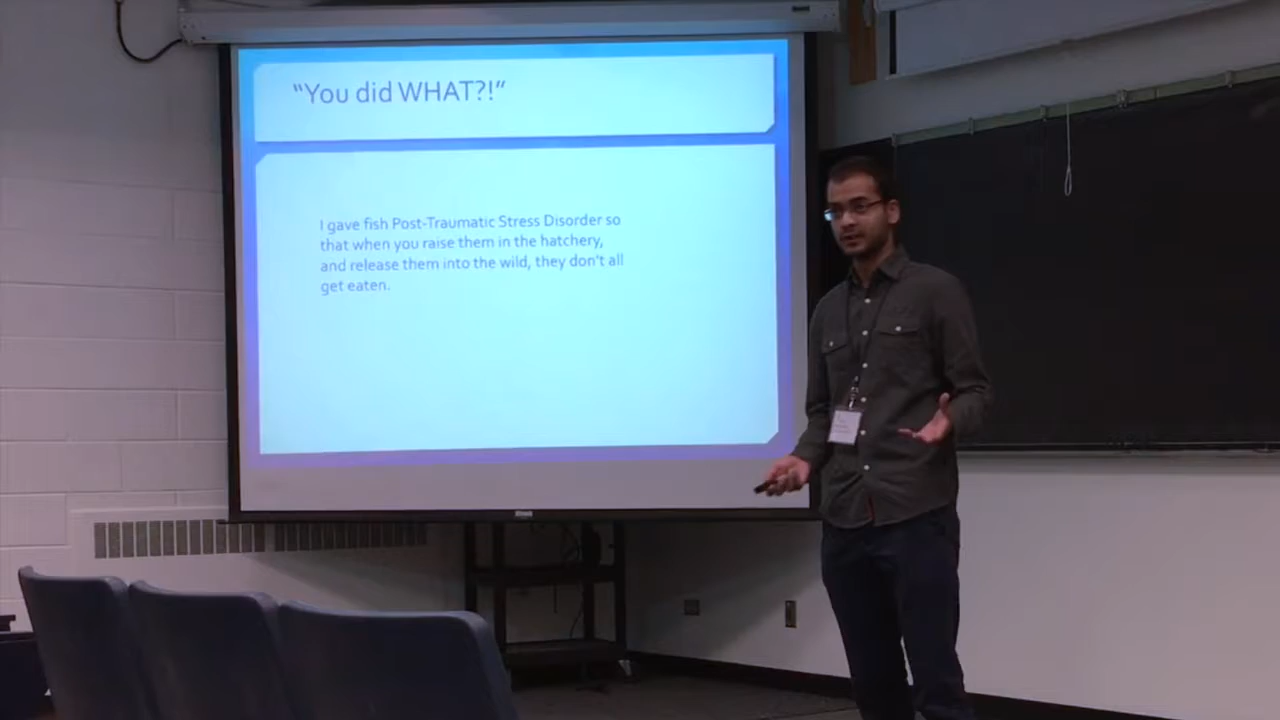 “You did WHAT?!“
I gave fish Post-Traumatic Stress Disorder so
that when you raise them in the hatchery,
and release them into the wild, they don't all
get eaten.